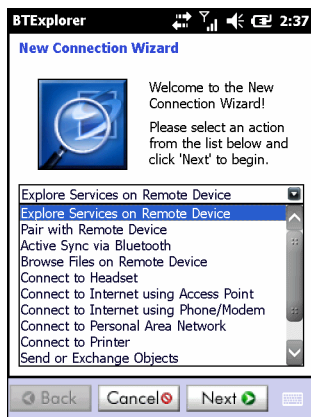 BTExplorer 2:37
New Connection Wizard
Welcome to the New
Connection Wizard!
Please select an action
from the list below and
click 'Next' to begin.
Explore Services on Remote Device
Explore Services on Remote Device
Pair with Remote Device
Active Sync via Bluetooth
Browse Files on Remote Device
Connect to Headset
Connect to Internet using Access Point
Connect to Internet using Phone/Modem
Connect to Personal Area Network
Connect to Printer
Send or Exchange Objects
Back Cancel Next